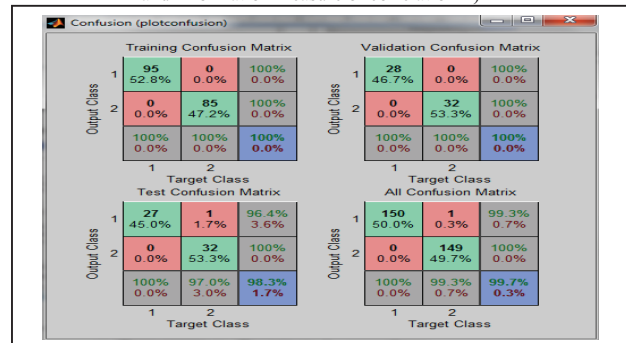 Confusion (plotconfusion)
Training Confusion Matrix
Output Class
1 95 52.8% 0 0.0% 100% 0.0%
2 0 0.0% 85 47.2% 100% 0.0%
100% 0.0% 100% 0.0% 100% 0.0%
1 2
Target Class
Validation Confusion Matrix
Output Class
1 28 46.7% 0 0.0% 100% 0.0%
2 0 0.0% 32 53.3% 100% 0.0%
100% 0.0% 100% 0.0% 100% 0.0%
1 2
Target Class
Test Confusion Matrix
Output Class
1 27 45.0% 1 1.7% 96.4% 3.6%
2 0 0.0% 32 53.3% 100% 0.0%
100% 0.0% 97.0% 3.0% 98.3% 1.7%
1 2
Target Class
All Confusion Matrix
Output Class
1 150 50.0% 1 0.3% 99.3% 0.7%
2 0 0.0% 149 49.7% 100% 0.0%
100% 0.0% 99.3% 0.7% 99.7% 0.3%
1 2
Target Class